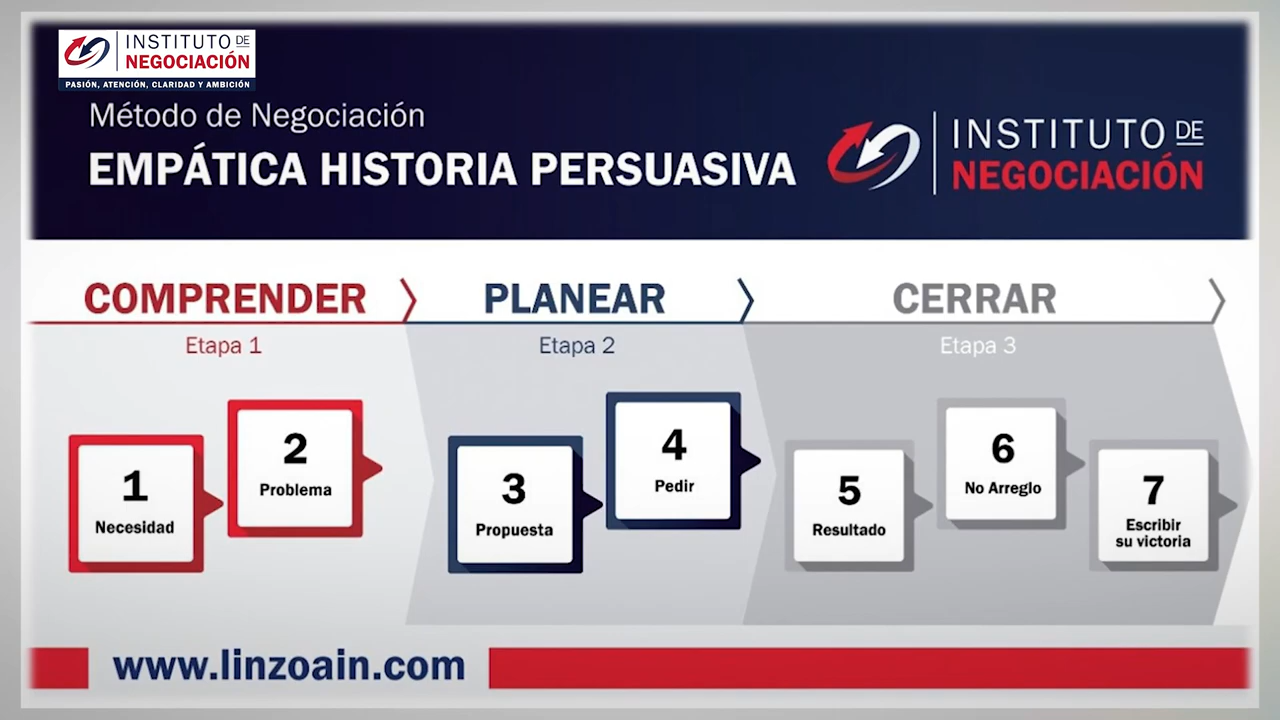 INSTITUTO DE
NEGOCIACIÓN
PASIÓN, ATENCIÓN, CLARIDAD Y AMBICIÓN
Método de Negociación
EMPÁTICA HISTORIA PERSUASIVA
INSTITUTO DE
NEGOCIACIÓN
COMPRENDER
Etapa 1
PLANEAR
Etapa 2
CERRAR
Etapa 3
1
Necesidad
2
Problema
3
Propuesta
4
Pedir
5
Resultado
6
No Arreglo
7
Escribir
su victoria
www.linzoain.com